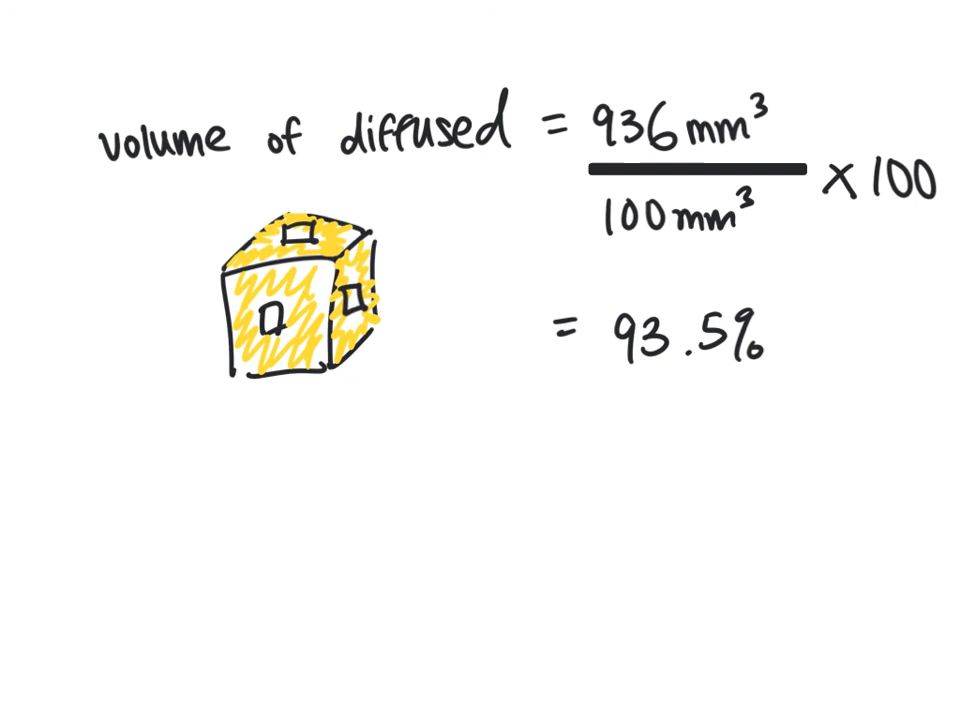 volume of diffused = 936 mm³
100 mm³ × 100
= 93.5%